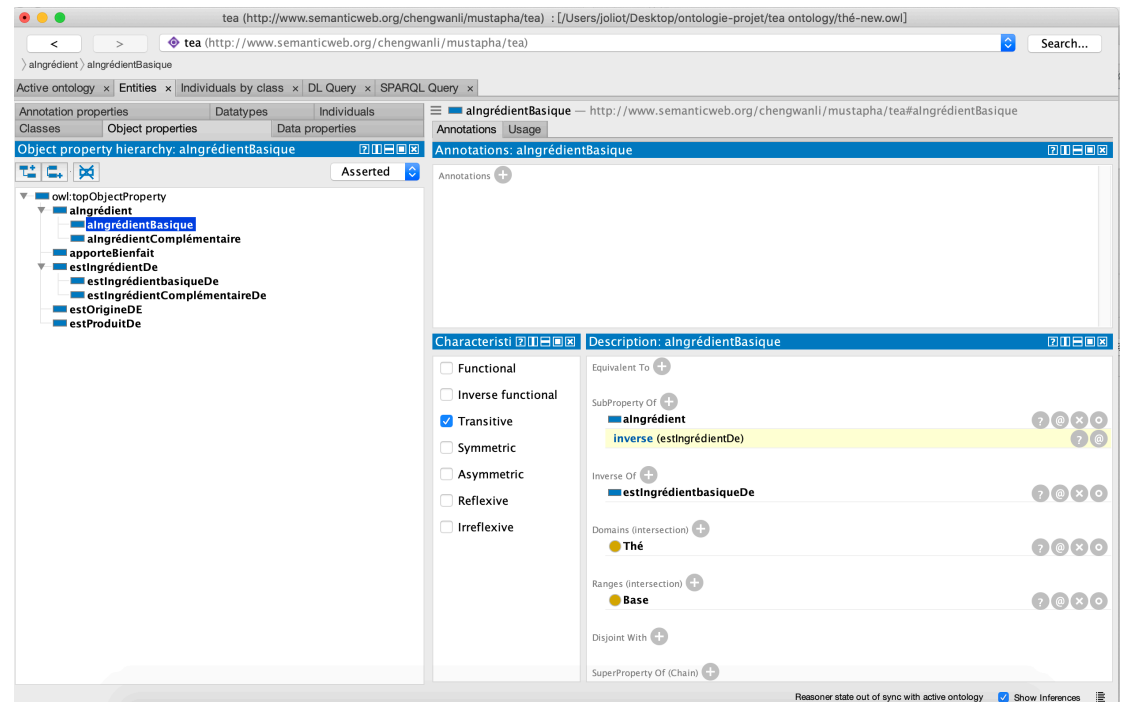 tea (http://www.semanticweb.org/chengwanli/mustapha/tea) : [/Users/joliot/Desktop/ontologie-projet/tea ontology/thé-new.owl]
< > tea (http://www.semanticweb.org/chengwanli/mustapha/tea) Search...
〉aIngrédient 〉aIngrédientBasique
Active ontology × Entities × Individuals by class × DL Query × SPARQL Query ×
Annotation properties Datatypes Individuals
Classes Object properties Data properties
Object property hierarchy: aIngrédientBasique
Asserted
owl:topObjectProperty
aIngrédient
aIngrédientBasique
aIngrédientComplémentaire
apporteBienfait
estIngrédientDe
estIngrédientbasiqueDe
estIngrédientComplémentaireDe
estOrigineDE
estProduitDe
aIngrédientBasique — http://www.semanticweb.org/chengwanli/mustapha/tea#aIngrédientBasique
Annotations Usage
Annotations: aIngrédientBasique
Annotations
Characteristi
Functional
Inverse functional
Transitive
Symmetric
Asymmetric
Reflexive
Irreflexive
Description: aIngrédientBasique
Equivalent To
SubProperty Of
aIngrédient
inverse (estIngrédientDe)
Inverse Of
estIngrédientbasiqueDe
Domains (intersection)
Thé
Ranges (intersection)
Base
Disjoint With
SuperProperty Of (Chain)
Reasoner state out of sync with active ontology Show Inferences